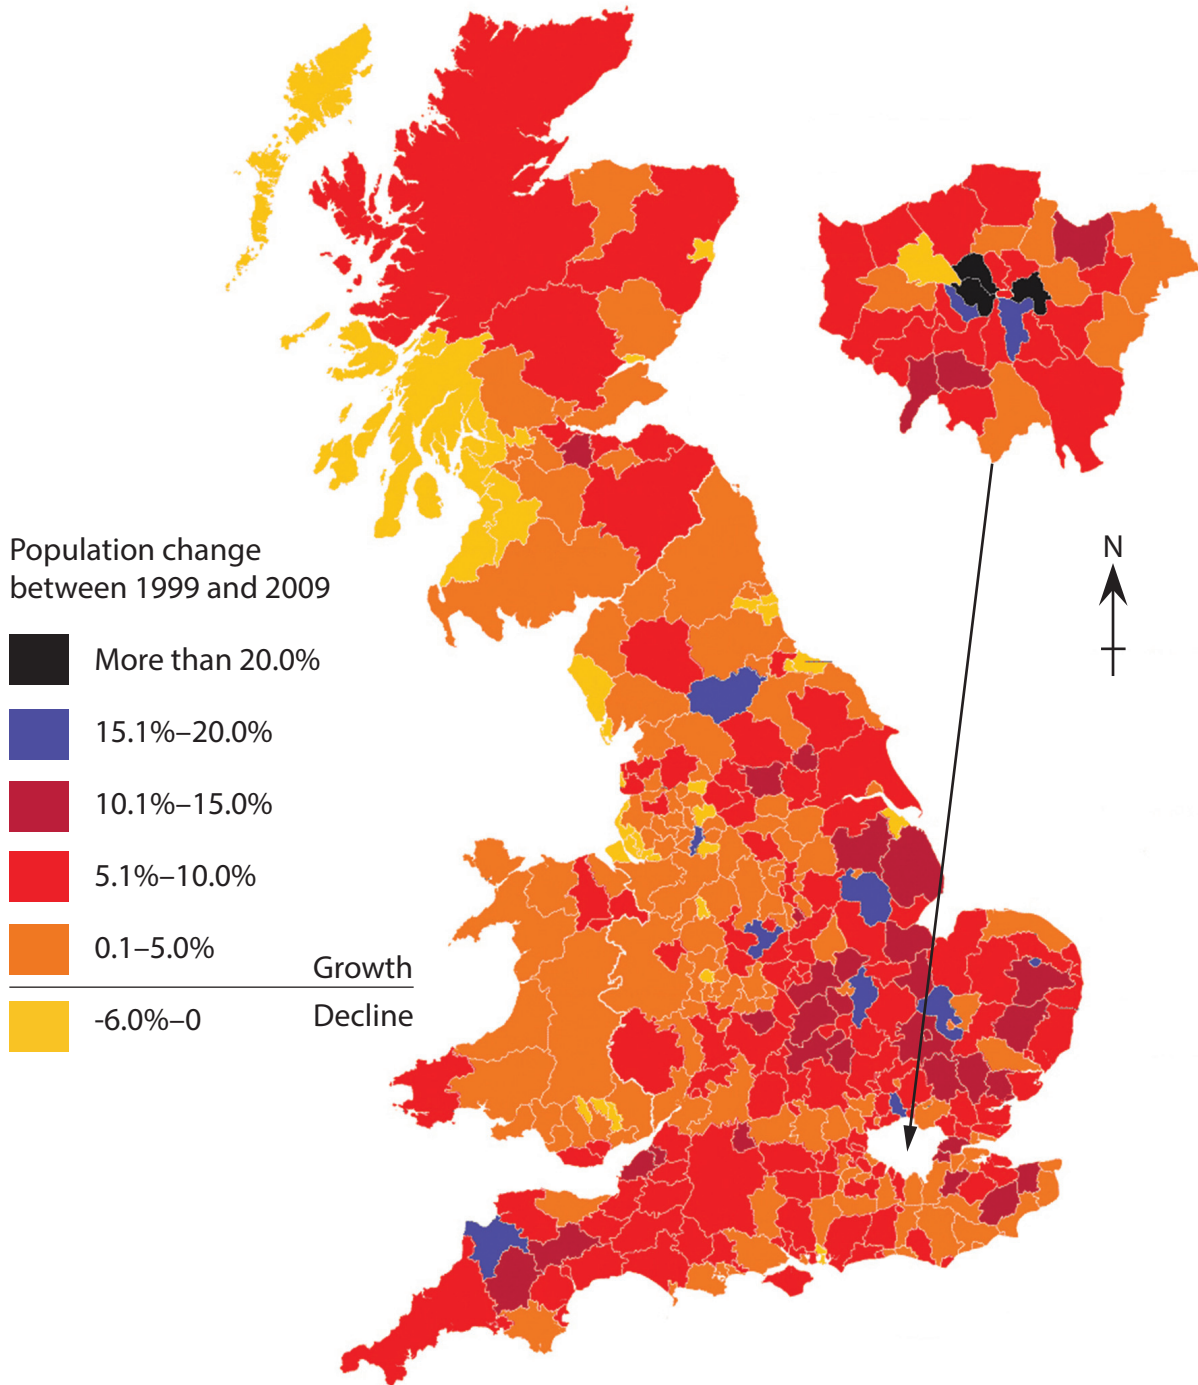 Population change
between 1999 and 2009
More than 20.0%
15.1%–20.0%
10.1%–15.0%
5.1%–10.0%
0.1–5.0%
Growth
Decline
-6.0%–0
N